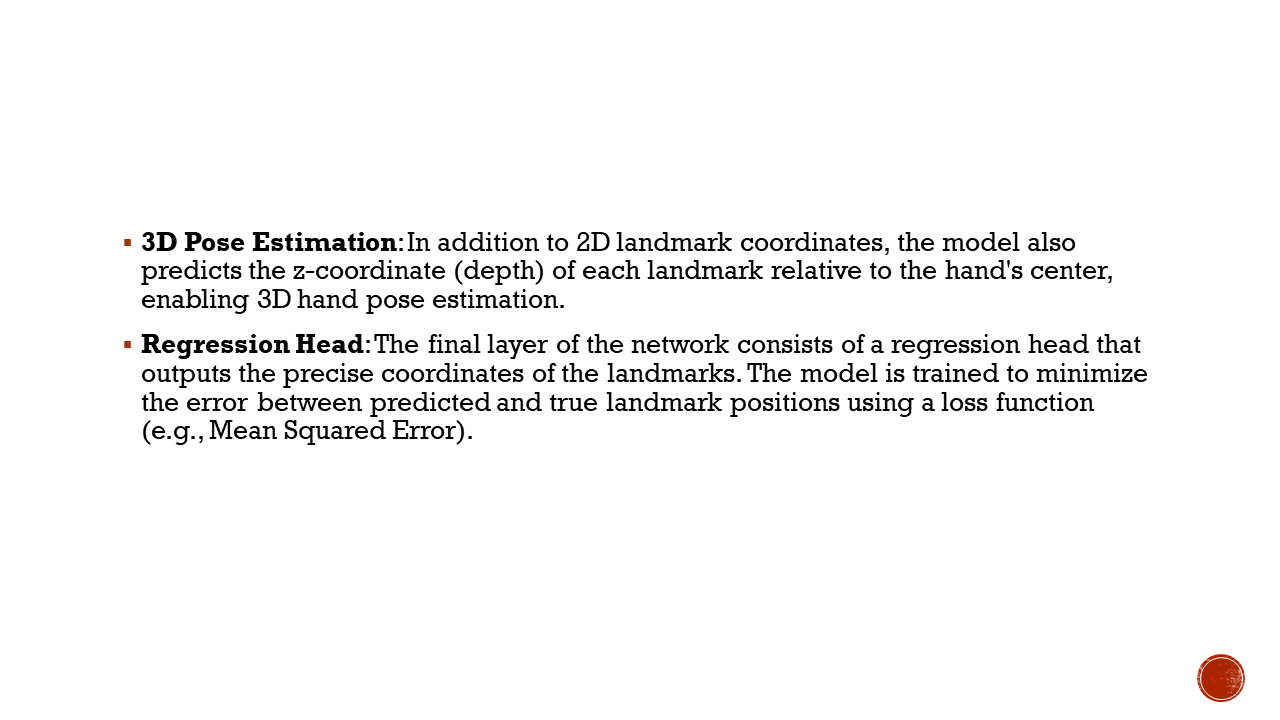 3D Pose Estimation: In addition to 2D landmark coordinates, the model also
predicts the z-coordinate (depth) of each landmark relative to the hand's center,
enabling 3D hand pose estimation.
Regression Head: The final layer of the network consists of a regression head that
outputs the precise coordinates of the landmarks. The model is trained to minimize
the error between predicted and true landmark positions using a loss function
(e.g., Mean Squared Error).